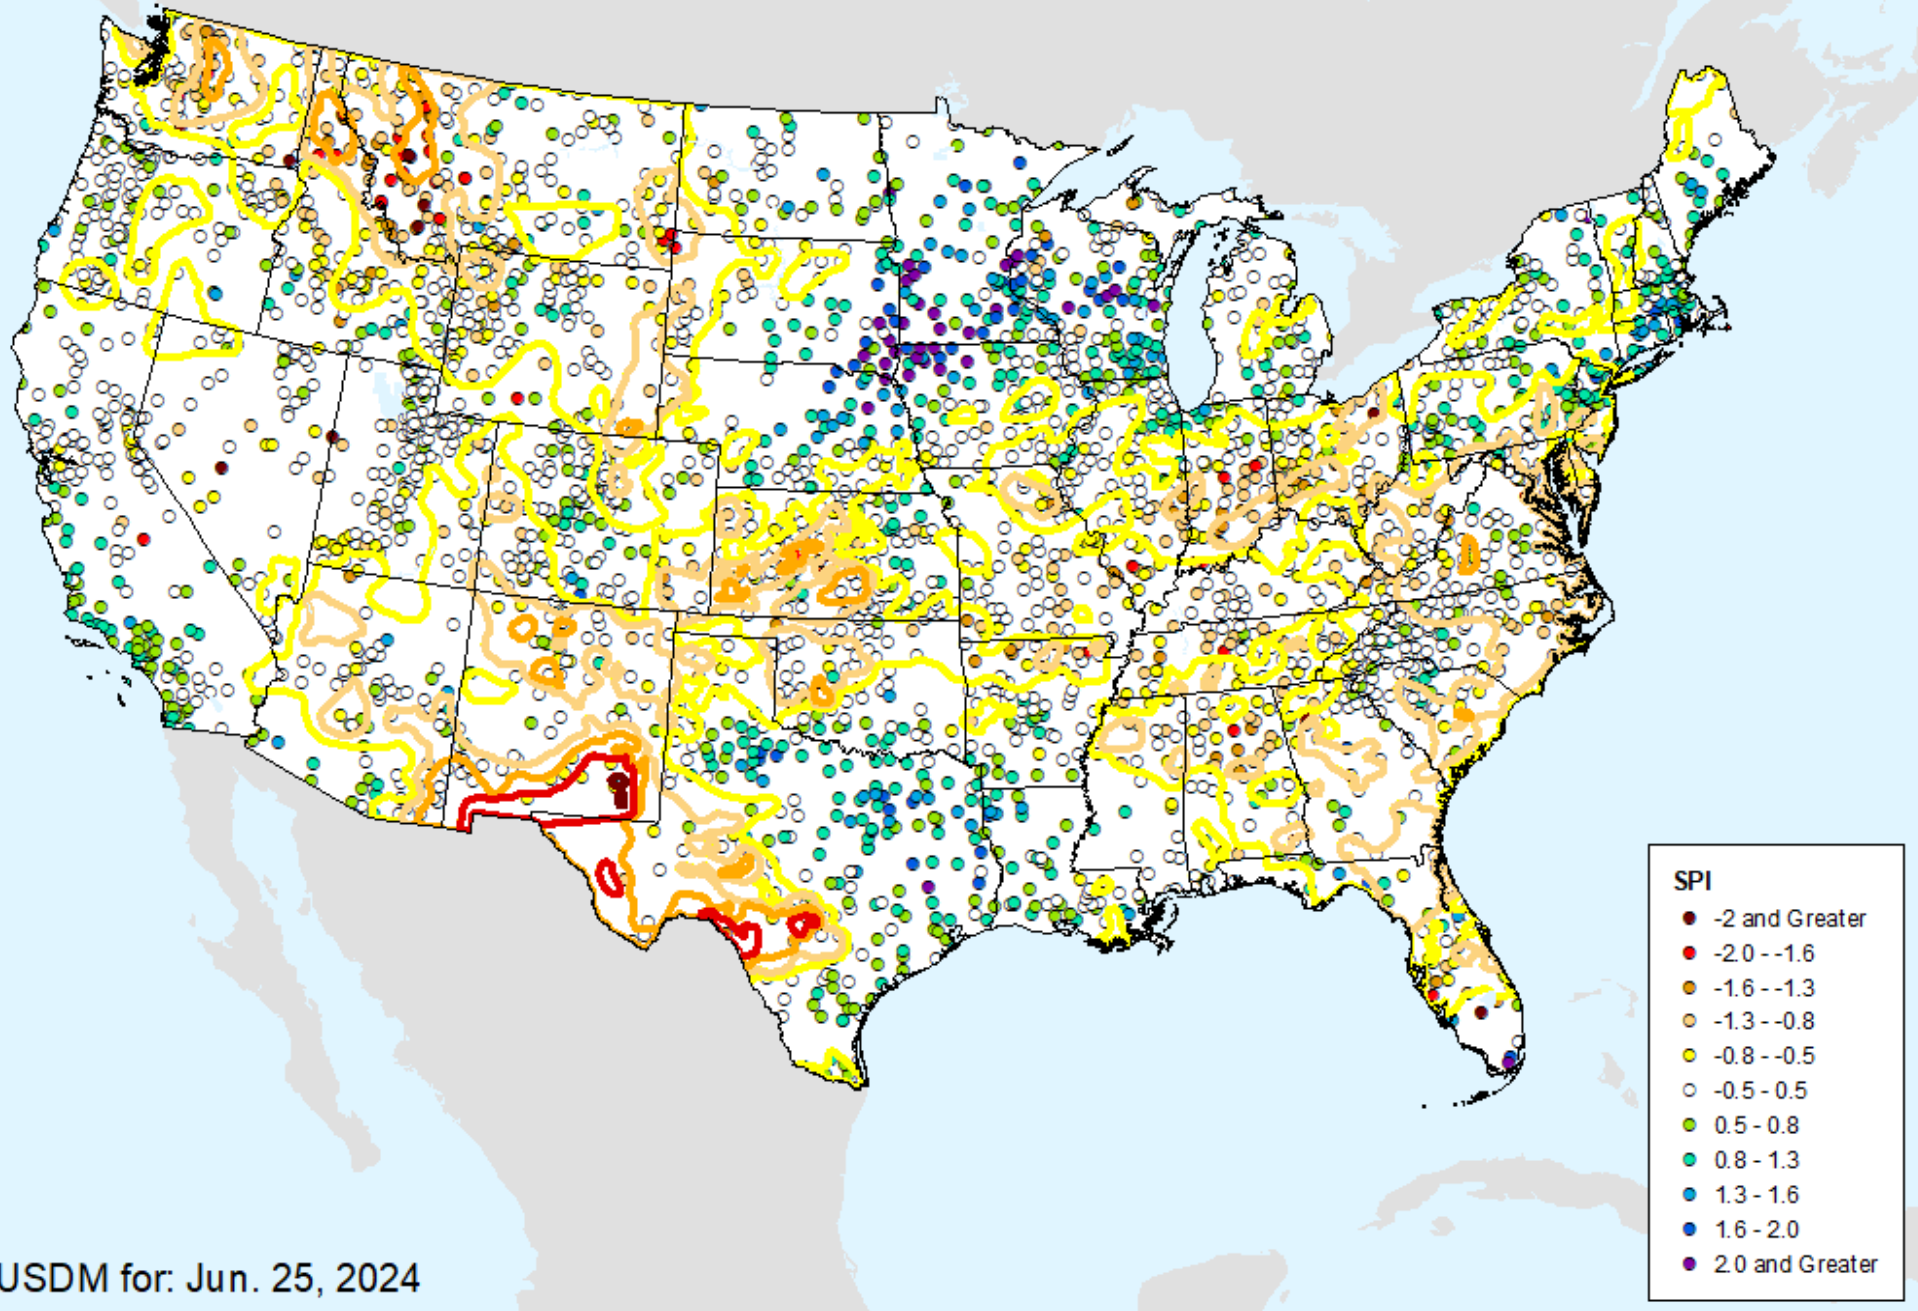 SPI
-2 and Greater
-2.0 - -1.6
-1.6 - -1.3
-1.3 - -0.8
-0.8 - -0.5
-0.5 - 0.5
0.5 - 0.8
0.8 - 1.3
1.3 - 1.6
1.6 - 2.0
2.0 and Greater
USDM for: Jun. 25, 2024